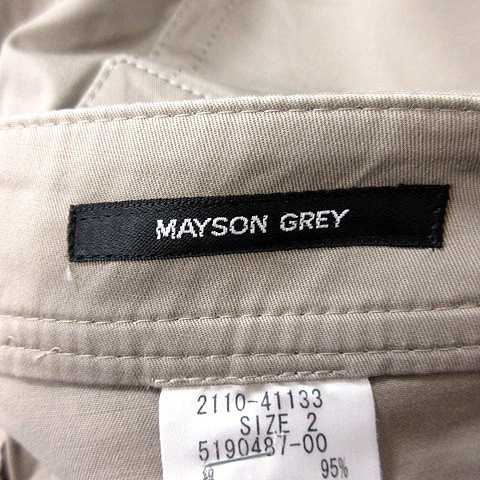 MAYSON GREY
2110-41133
SIZE 2
5190487-00
95%